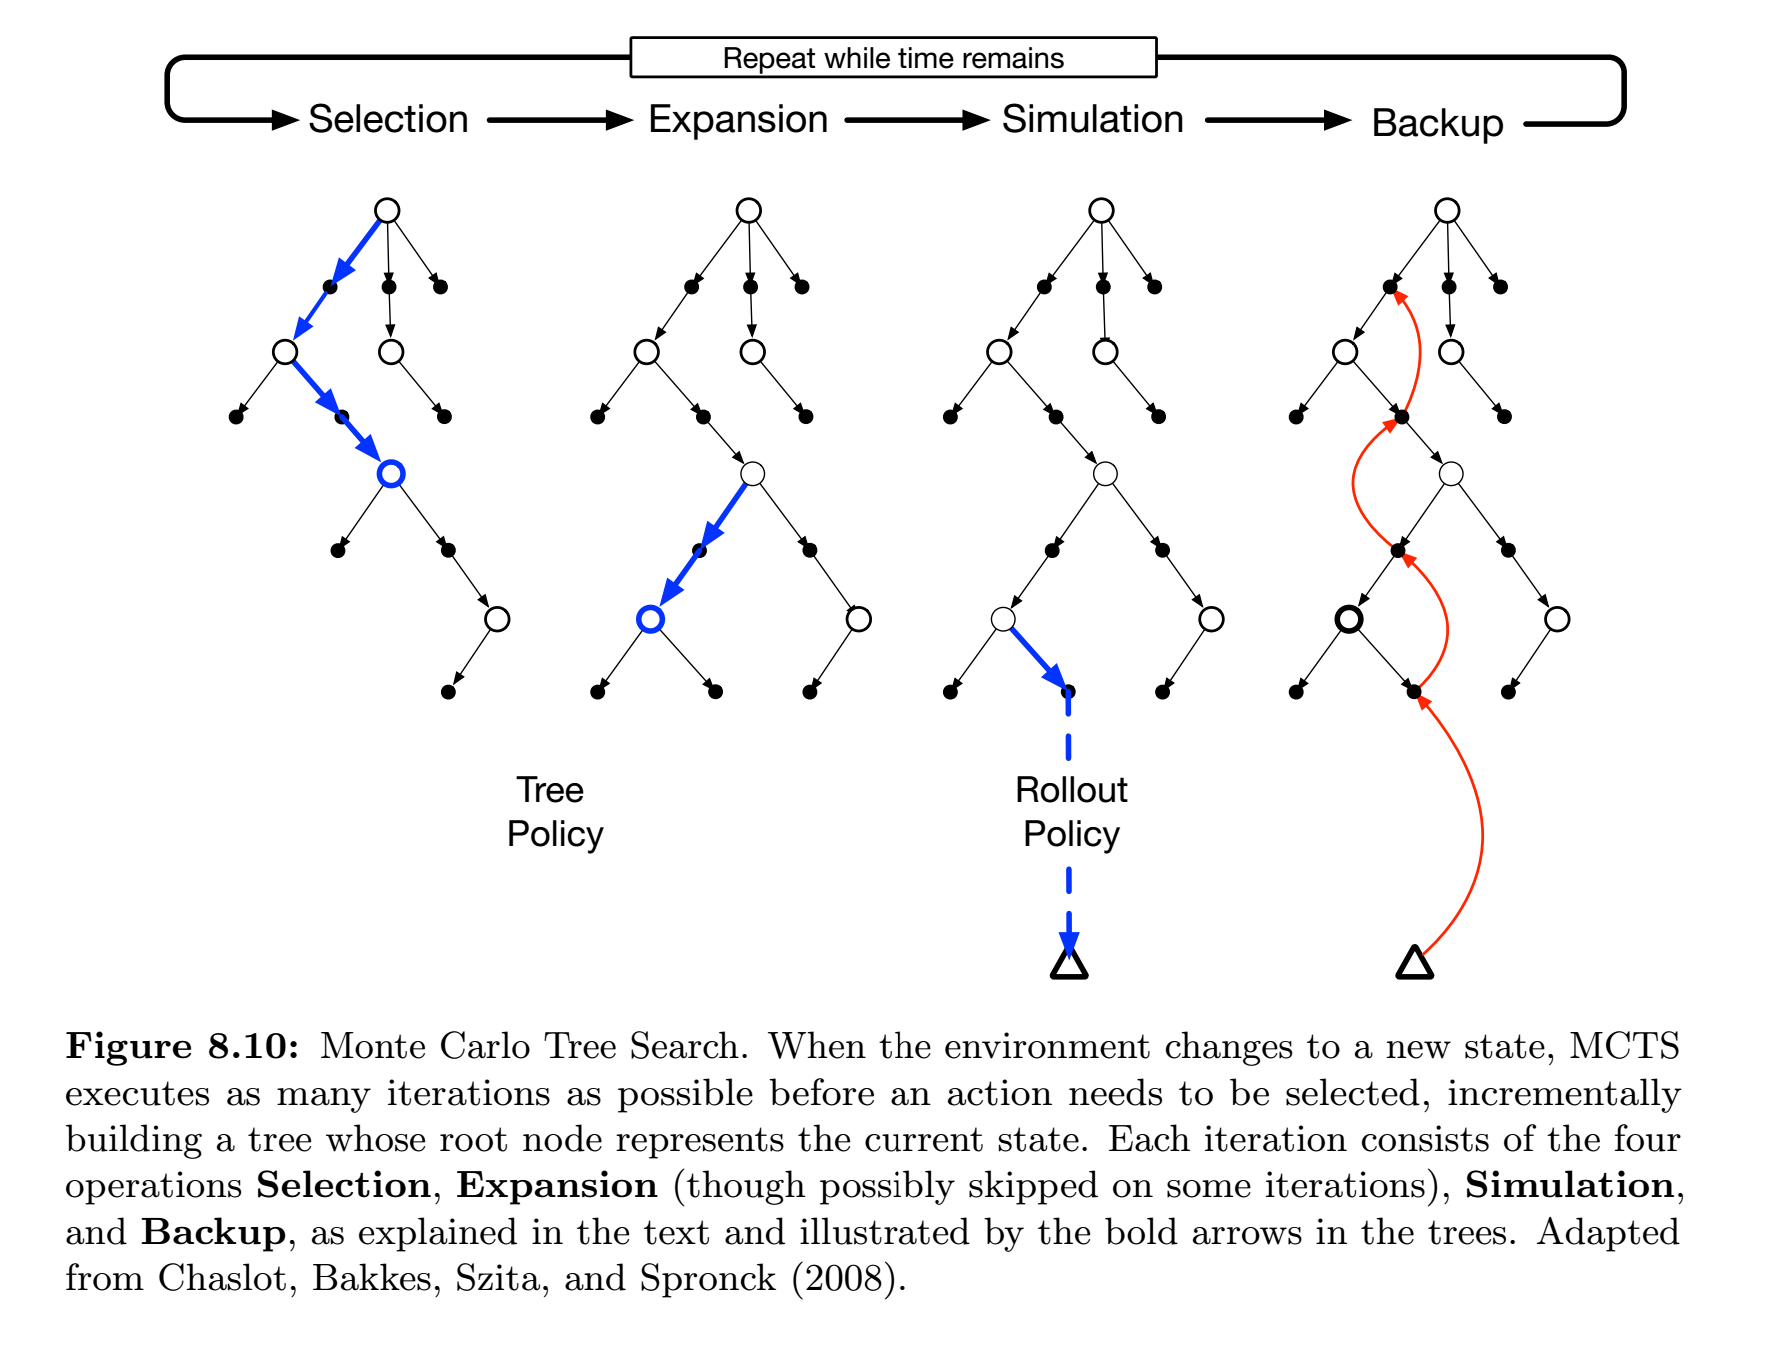 Repeat while time remains
Selection Expansion Simulation Backup
Tree
Policy
Rollout
Policy
Figure 8.10: Monte Carlo Tree Search. When the environment changes to a new state, MCTS
executes as many iterations as possible before an action needs to be selected, incrementally
building a tree whose root node represents the current state. Each iteration consists of the four
operations Selection, Expansion (though possibly skipped on some iterations), Simulation,
and Backup, as explained in the text and illustrated by the bold arrows in the trees. Adapted
from Chaslot, Bakkes, Szita, and Spronck (2008).